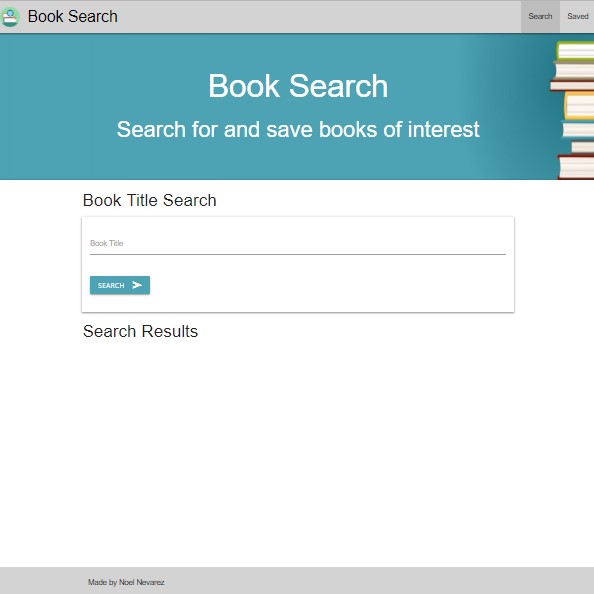 Book Search
Search Saved
Book Search
Search for and save books of interest
Book Title Search
Book Title
SEARCH
Search Results
Made by Noel Nevarez